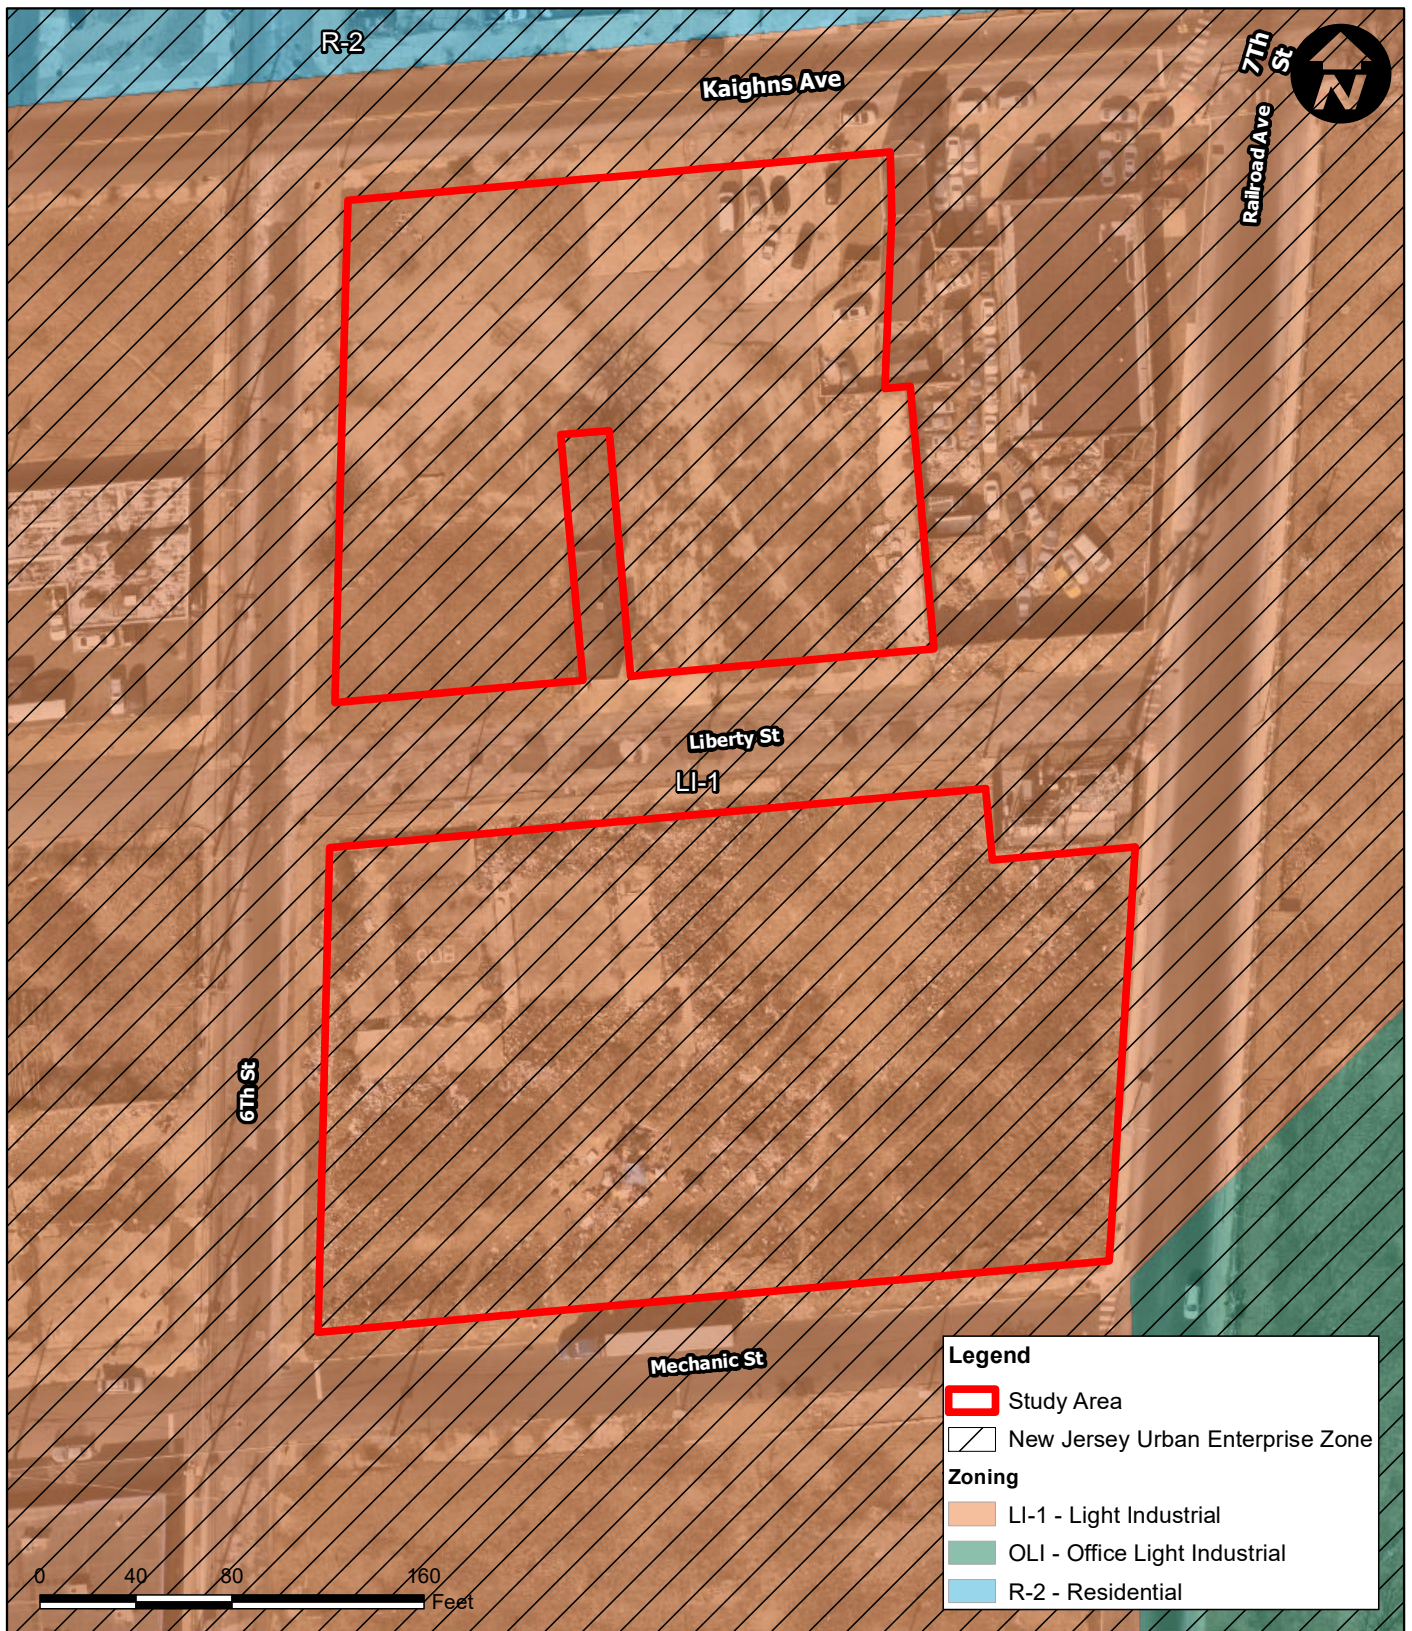 R-2
Kaighns Ave
7Th
St
N
Railroad Ave
Liberty St
LI-1
6Th St
Mechanic St
Legend
Study Area
New Jersey Urban Enterprise Zone
Zoning
LI-1 - Light Industrial
OLI - Office Light Industrial
R-2 - Residential
0 40 80 160
Feet